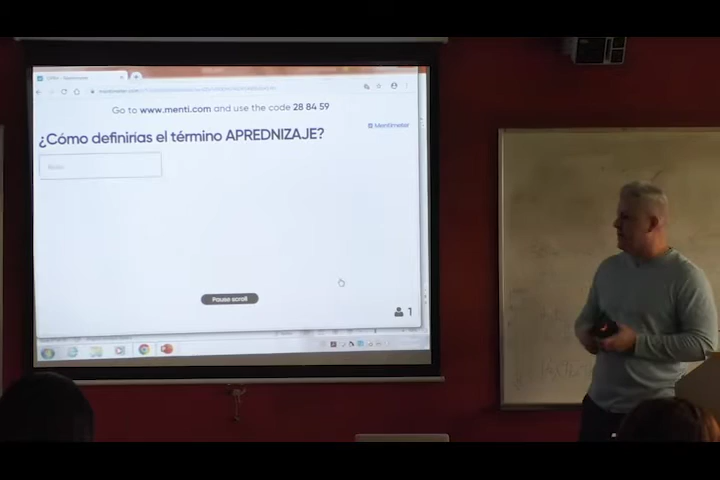 Go to www.menti.com and use the code 28 84 59
Mentimeter
¿Cómo definirías el término APREDNIZAJE?
Pause scroll
1